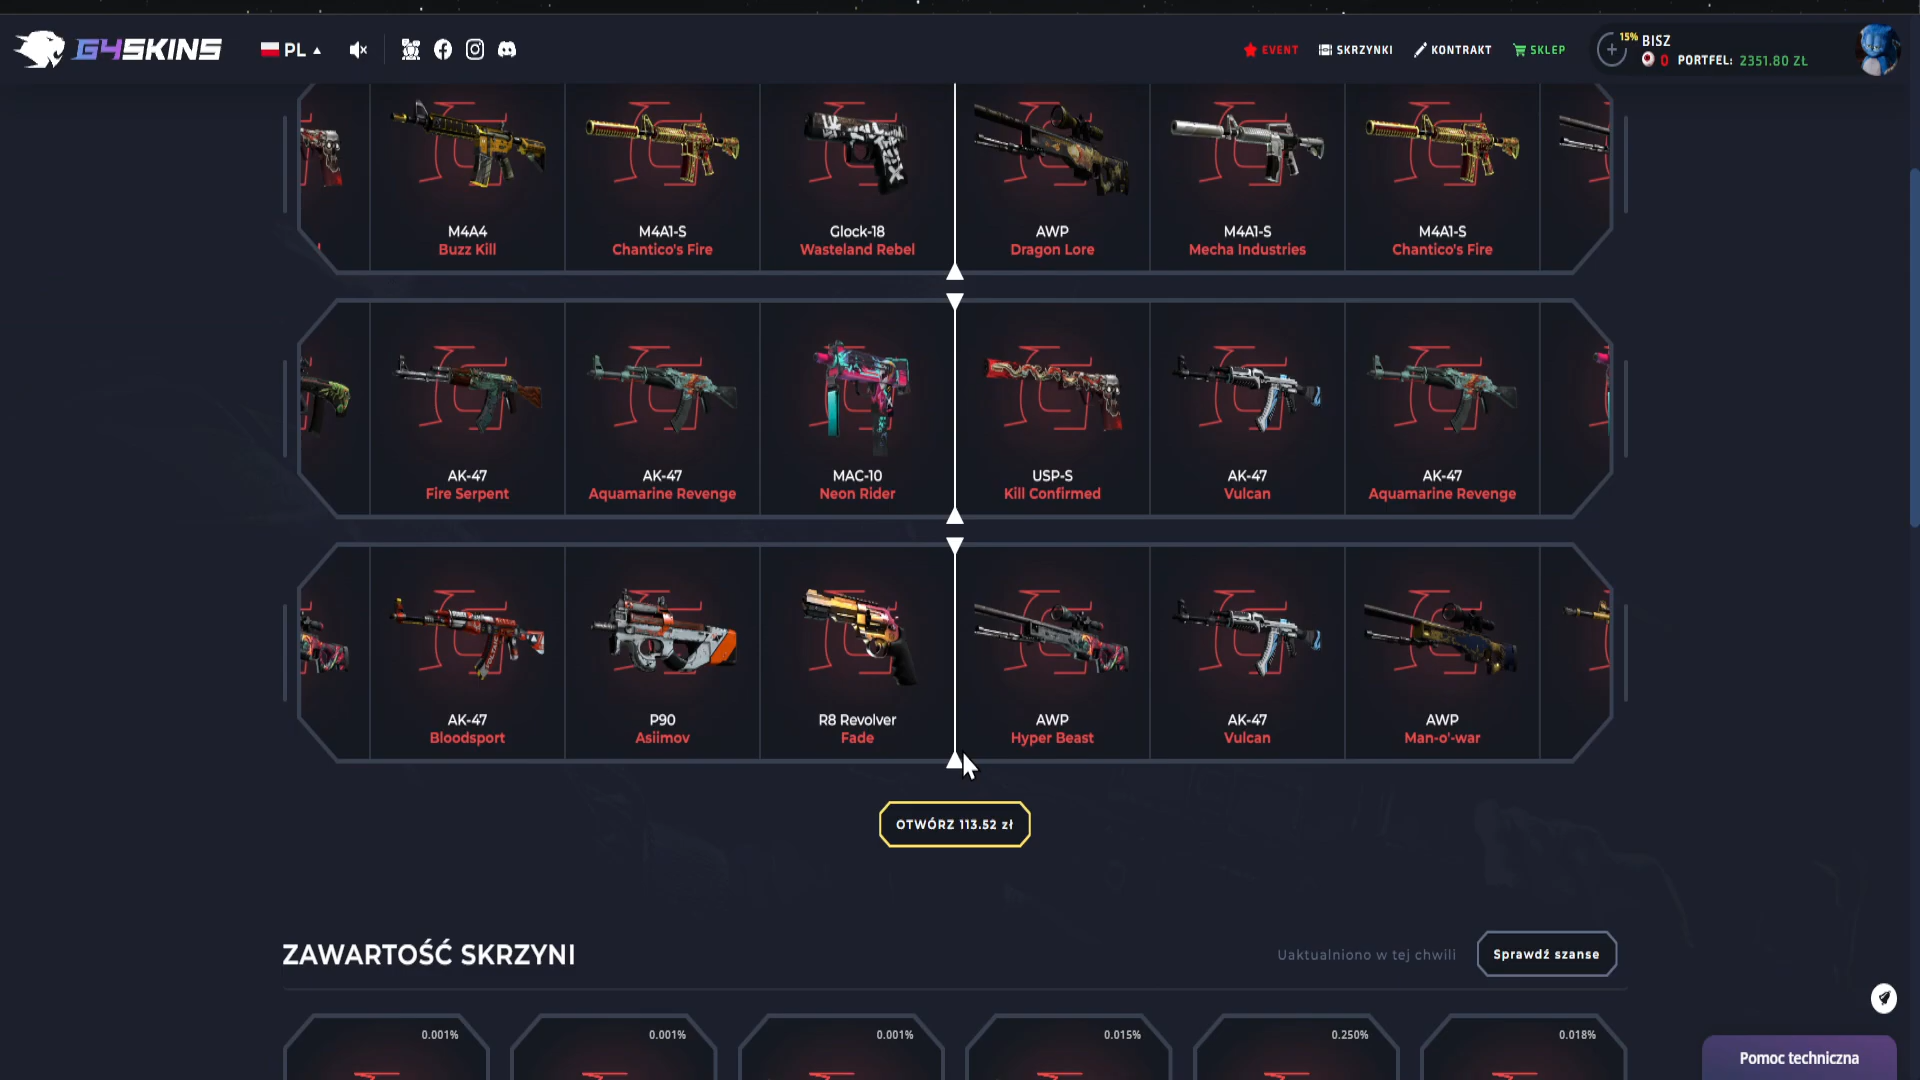 G4SKINS
PL
EVENT
SKRZYNKI
KONTRAKT
SKLEP
15%
BISZ
0
PORTFEL: 2351.80 ZŁ
M4A4
Buzz Kill
M4A1-S
Chantico's Fire
Glock-18
Wasteland Rebel
AWP
Dragon Lore
M4A1-S
Mecha Industries
M4A1-S
Chantico's Fire
AK-47
Fire Serpent
AK-47
Aquamarine Revenge
MAC-10
Neon Rider
USP-S
Kill Confirmed
AK-47
Vulcan
AK-47
Aquamarine Revenge
AK-47
Bloodsport
P90
Asiimov
R8 Revolver
Fade
AWP
Hyper Beast
AK-47
Vulcan
AWP
Man-o'-war
OTWÓRZ 113.52 zł
ZAWARTOŚĆ SKRZYNI
Uaktualniono w tej chwili
Sprawdź szanse
0.001%
0.001%
0.001%
0.015%
0.250%
0.018%
Pomoc techniczna